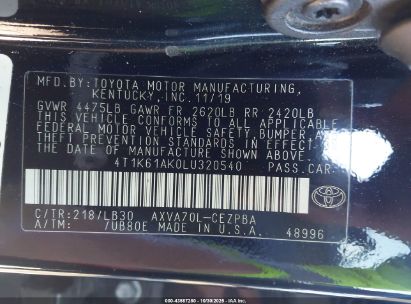 MFD.BY:TOYOTA MOTOR MANUFACTURING,
KENTUCKY,INC.11/19
GVWR 4475LB GAWR FR 2620LB RR 2420LB
THIS VEHICLE CONFORMS TO ALL APPLICABLE
FEDERAL MOTOR VEHICLE SAFETY, BUMPER, AND
THEFT PREVENTION STANDARDS IN EFFECT ON
THE DATE OF MANUFACTURE SHOWN ABOVE.
4T1K61AK0LU320540 PASS.CAR
C/TR:218/LB30 AXVA70L-CEZPBA
A/TM: /UB80E MADE IN U.S.A. 48996
TOYOTA